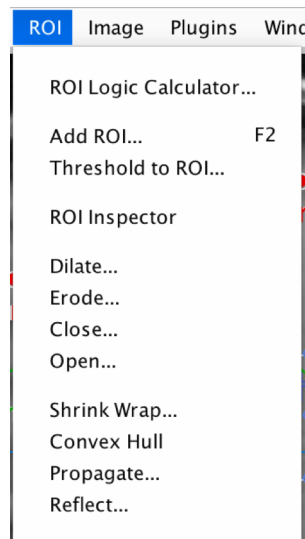 ROI Image Plugins Wind
ROI Logic Calculator...
Add ROI... F2
Threshold to ROI...
ROI Inspector
Dilate...
Erode...
Close...
Open...
Shrink Wrap...
Convex Hull
Propagate...
Reflect...